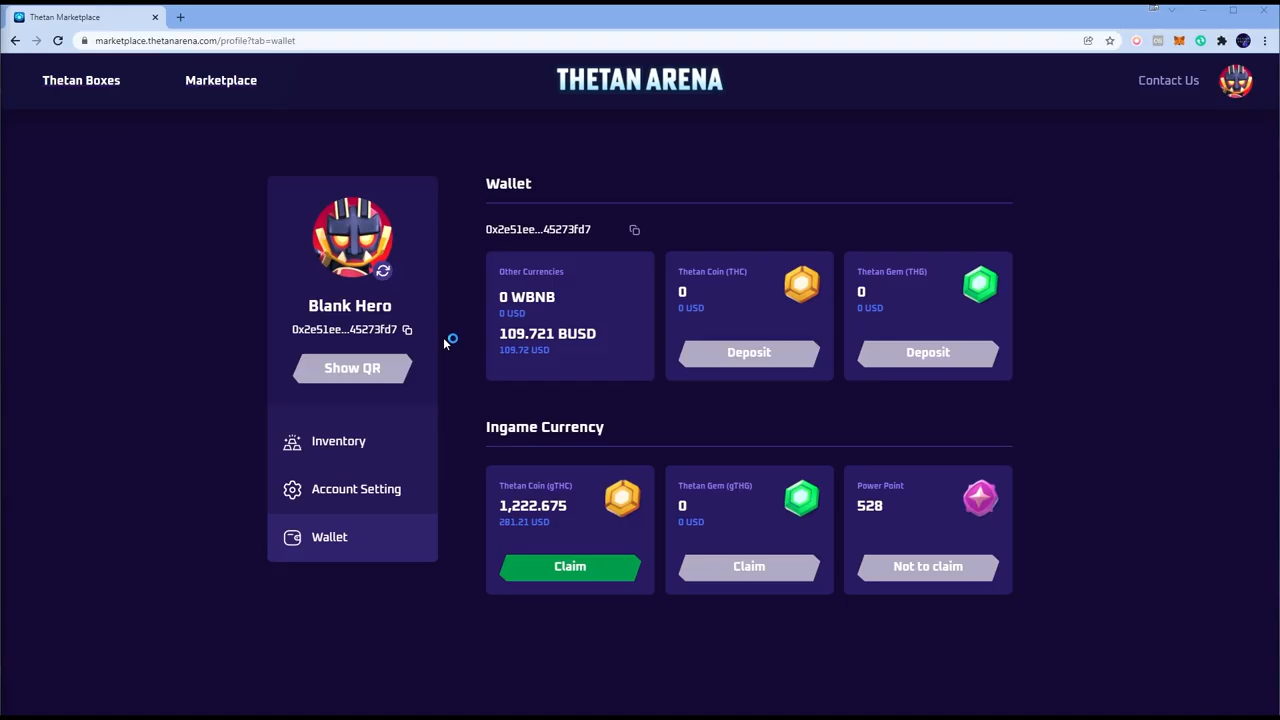 Thetan Marketplace
marketplace.thetanarena.com/profile?tab=wallet
Thetan Boxes
Marketplace
THETAN ARENA
Contact Us
Blank Hero
0x2e51ee...45273fd7
Show QR
Inventory
Account Setting
Wallet
Wallet
0x2e51ee...45273fd7
Other Currencies
0 WBNB
0 USD
109.721 BUSD
109.72 USD
Thetan Coin (THC)
0
0 USD
Deposit
Thetan Gem (THG)
0
0 USD
Deposit
Ingame Currency
Thetan Coin (gTHC)
1,222.675
281.21 USD
Claim
Thetan Gem (gTHG)
0
0 USD
Claim
Power Point
528
Not to claim